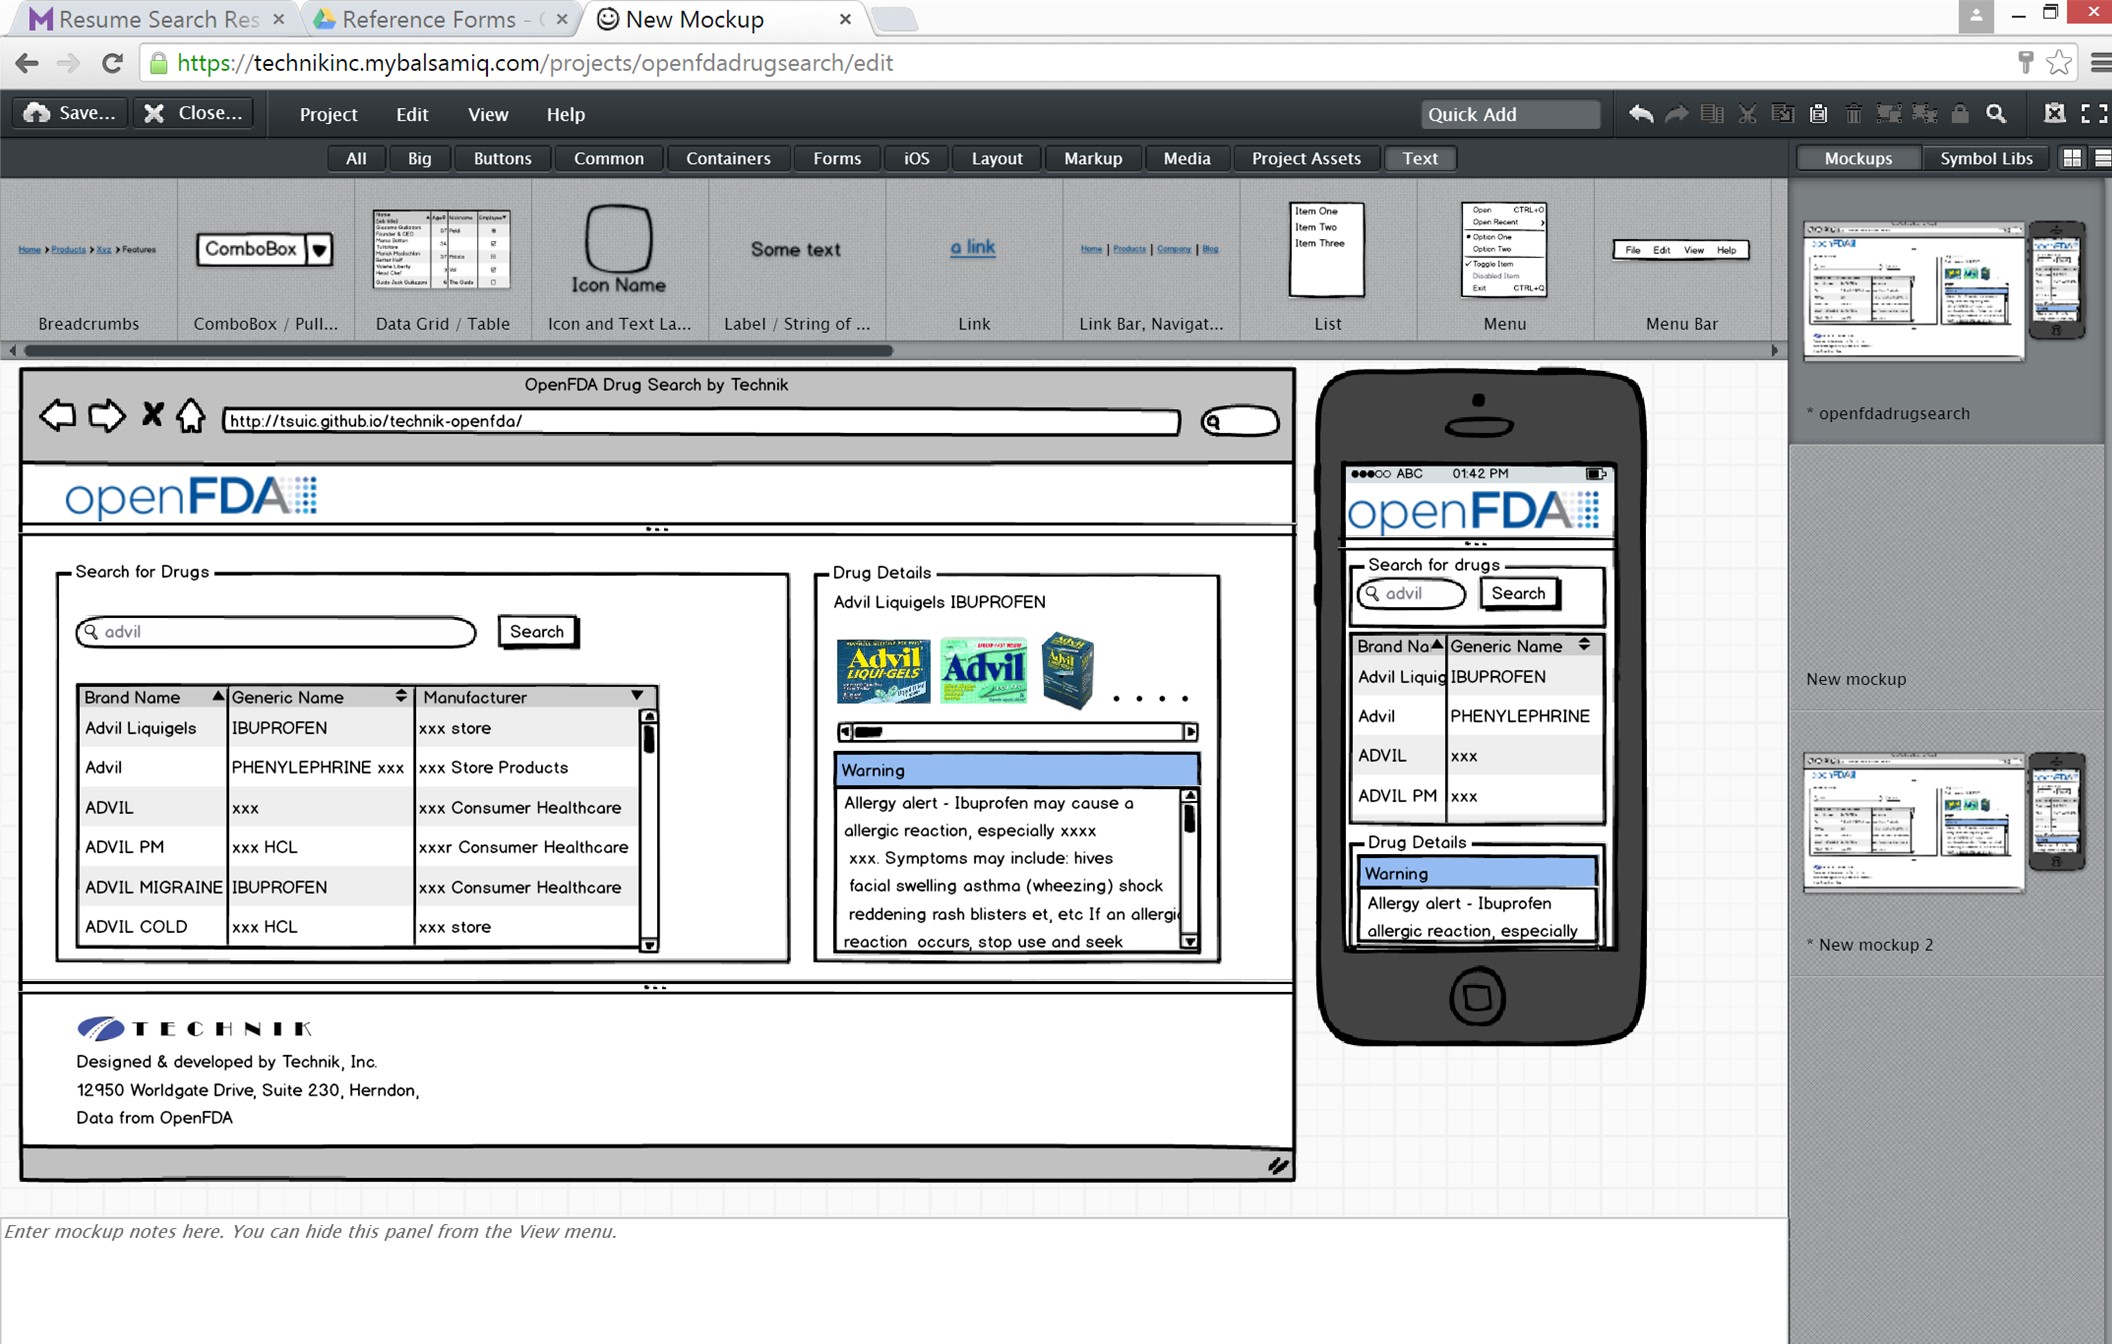 Resume Search Res
Reference Forms -
New Mockup
https://technikinc.mybalsamiq.com/projects/openfdadrugsearch/edit
Save...
Close...
Project
Edit
View
Help
Quick Add
All
Big
Buttons
Common
Containers
Forms
iOS
Layout
Markup
Media
Project Assets
Text
Mockups
Symbol Libs
Home Products Xyz Features
ComboBox
Icon Name
Some text
a link
Home | Products | Company | Blog
Item One
Item Two
Item Three
Open CTRL+O
Open Recent
Option One
Option Two
Toggle Item
Disabled Item
Exit CTRL+Q
File Edit View Help
Breadcrumbs
ComboBox / Pull...
Data Grid / Table
Icon and Text La...
Label / String of ...
Link
Link Bar, Navigat...
List
Menu
Menu Bar
OpenFDA Drug Search by Technik
http://tsuic.github.io/technik-openfda/
openFDA
Search for Drugs
advil
Search
Brand Name Generic Name Manufacturer
Advil Liquigels IBUPROFEN xxx store
Advil PHENYLEPHRINE xxx xxx Store Products
ADVIL xxx xxx Consumer Healthcare
ADVIL PM xxx HCL xxxr Consumer Healthcare
ADVIL MIGRAINE IBUPROFEN xxx Consumer Healthcare
ADVIL COLD xxx HCL xxx store
Drug Details
Advil Liquigels IBUPROFEN
Advil LIQUI-GELS
Advil
Advil
. . . .
Warning
Allergy alert - Ibuprofen may cause a
allergic reaction, especially xxxx
xxx. Symptoms may include: hives
facial swelling asthma (wheezing) shock
reddening rash blisters et, etc If an allergic
reaction occurs, stop use and seek
TECHNIK
Designed & developed by Technik, Inc.
12950 Worldgate Drive, Suite 230, Herndon,
Data from OpenFDA
ABC 01:42 PM
openFDA
Search for drugs
advil
Search
Brand Na Generic Name
Advil Liquig IBUPROFEN
Advil PHENYLEPHRINE
ADVIL xxx
ADVIL PM xxx
Drug Details
Warning
Allergy alert - Ibuprofen
allergic reaction, especially
* openfdadrugsearch
New mockup
* New mockup 2
Enter mockup notes here. You can hide this panel from the View menu.